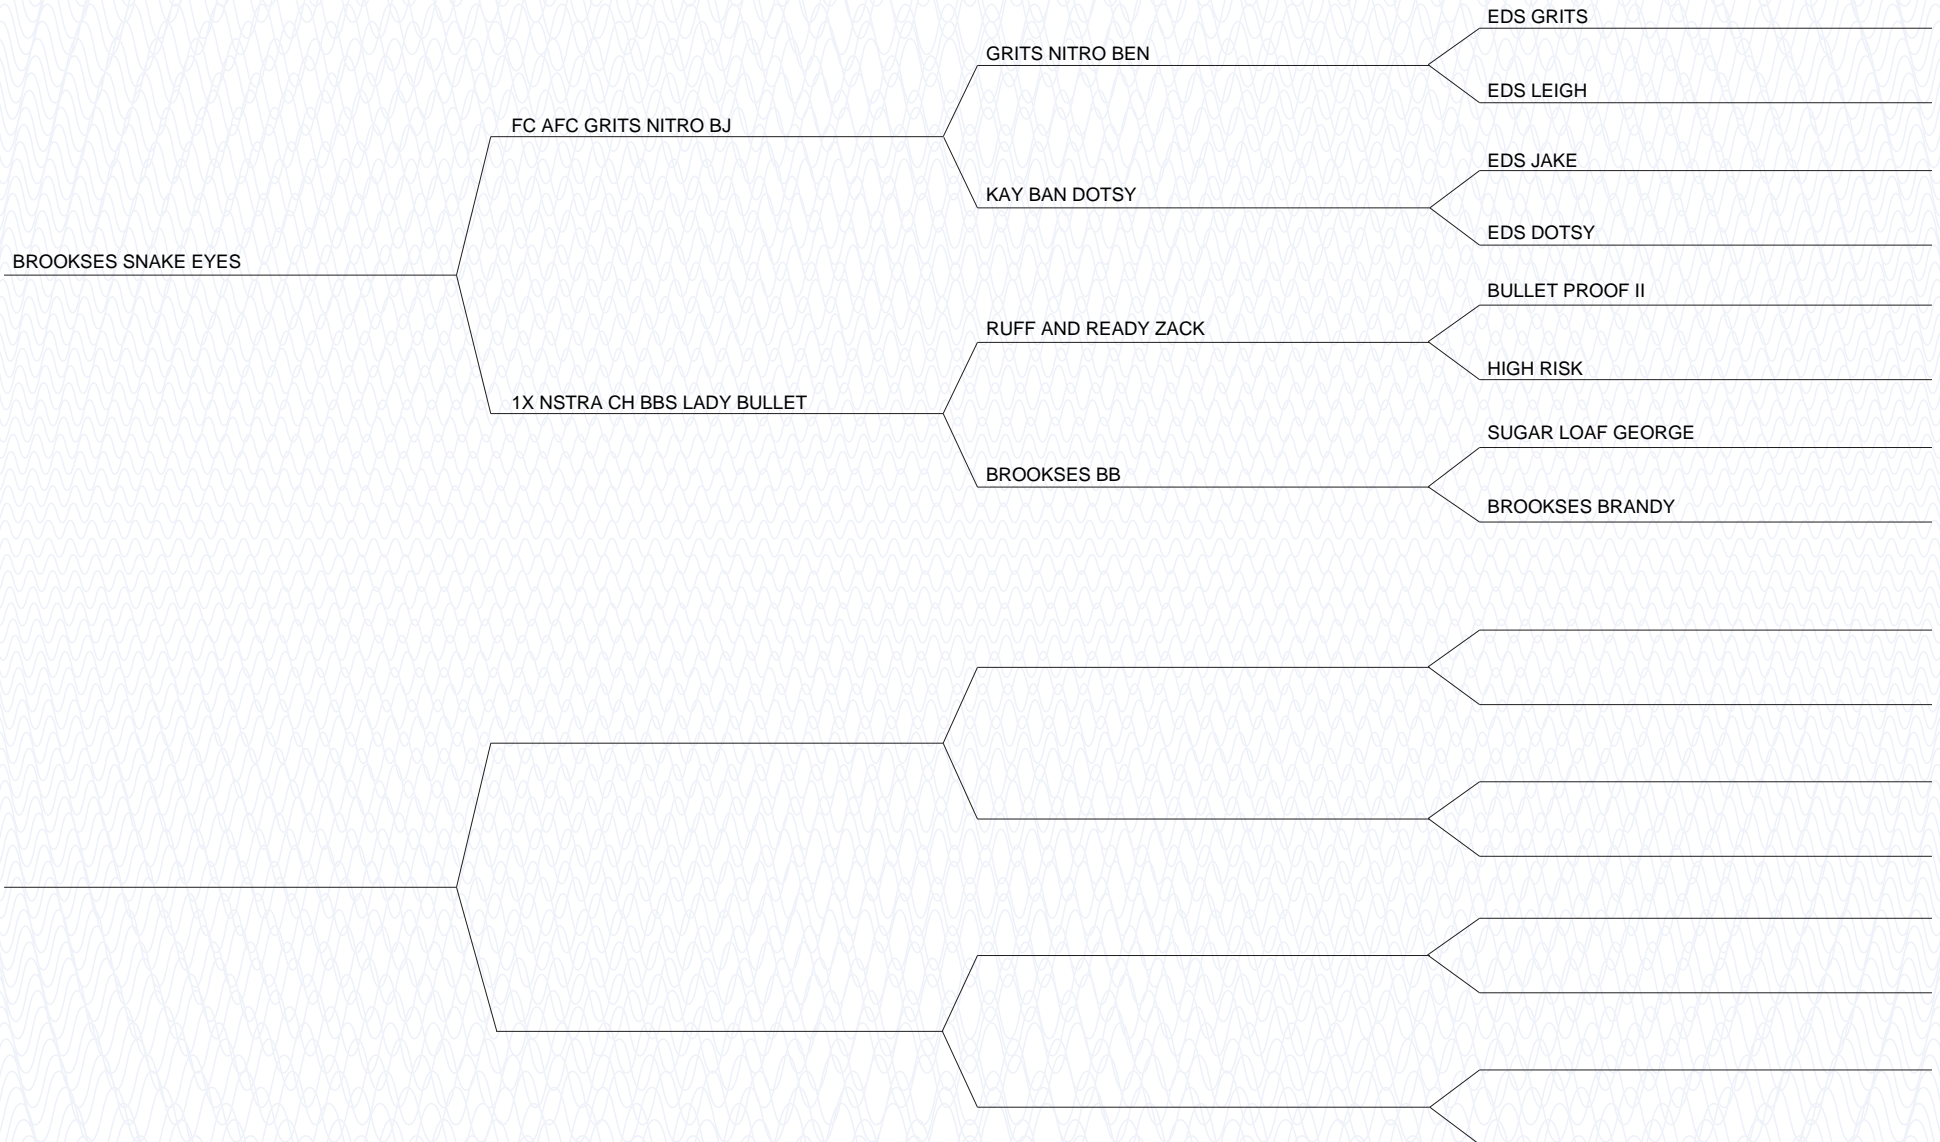 EDS GRITS
GRITS NITRO BEN
EDS LEIGH
FC AFC GRITS NITRO BJ
EDS JAKE
KAY BAN DOTSY
EDS DOTSY
BROOKSES SNAKE EYES
BULLET PROOF II
RUFF AND READY ZACK
HIGH RISK
1X NSTRA CH BBS LADY BULLET
SUGAR LOAF GEORGE
BROOKSES BB
BROOKSES BRANDY